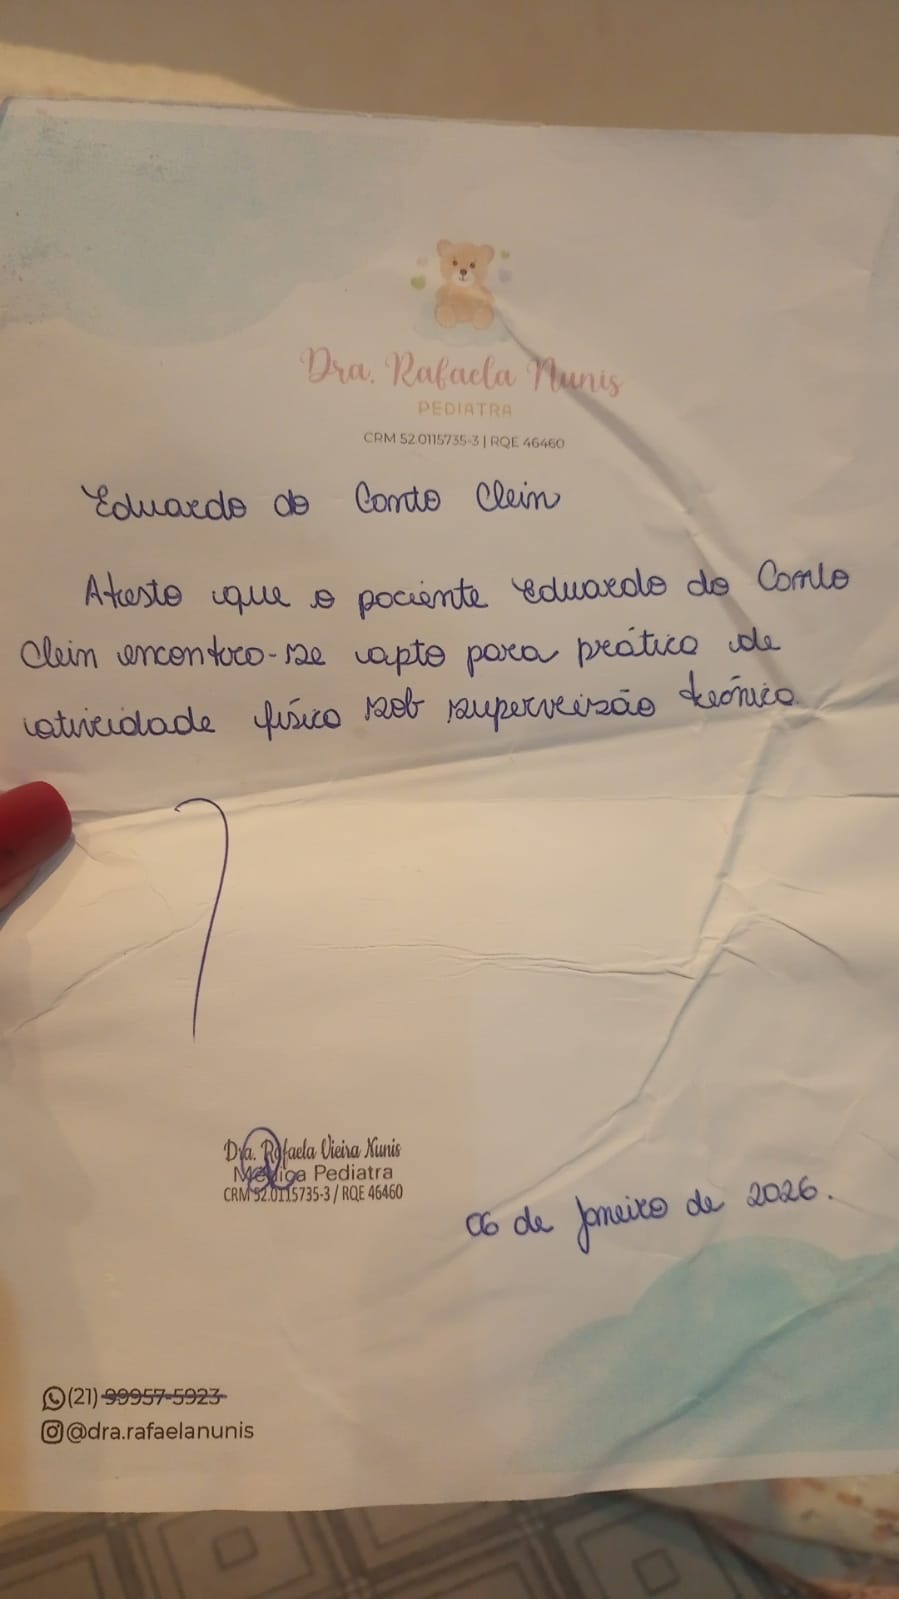 Dra. Rafaela Nunis
PEDIATRA
CRM 52.0115735-3 | RQE 46460
Eduardo do Conto Clein
Atesto que o paciente Eduardo do Conto
Clein encontra-se apto para prática de
atividade física sob supervisão técnica.
Dra. Rafaela Vieira Nunis
Médica Pediatra
CRM 52.0115735-3 / RQE 46460
06 de Janeiro de 2026.
(21) 99957-5923
@dra.rafaelanunis